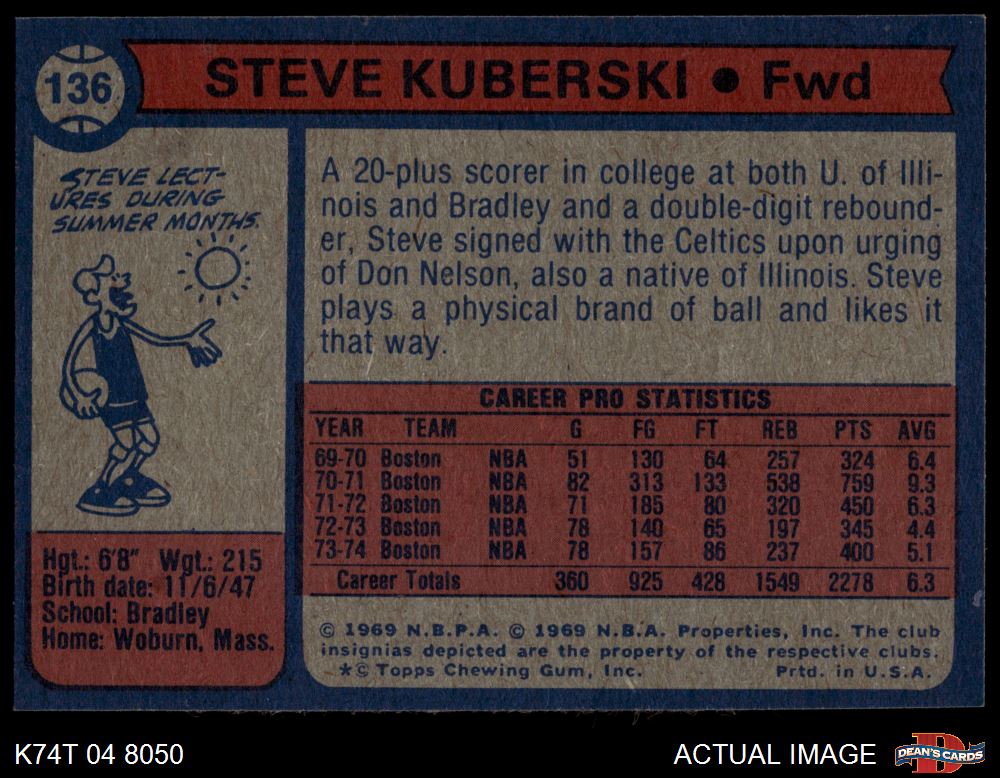 136
STEVE KUBERSKI • Fwd
STEVE LECT-
URES DURING
SUMMER MONTHS.
A 20-plus scorer in college at both U. of Illi-
nois and Bradley and a double-digit rebound-
er, Steve signed with the Celtics upon urging
of Don Nelson, also a native of Illinois. Steve
plays a physical brand of ball and likes it
that way.
CAREER PRO STATISTICS
YEAR TEAM G FG FT REB PTS AVG
69-70 Boston NBA 51 130 64 257 324 6.4
70-71 Boston NBA 82 313 133 538 759 9.3
71-72 Boston NBA 71 185 80 320 450 6.3
72-73 Boston NBA 78 140 65 197 345 4.4
73-74 Boston NBA 78 157 86 237 400 5.1
Career Totals 360 925 428 1549 2278 6.3
Hgt.: 6'8" Wgt.: 215
Birth date: 11/6/47
School: Bradley
Home: Woburn, Mass.
© 1969 N.B.P.A. © 1969 N.B.A. Properties, Inc. The club
insignias depicted are the property of the respective clubs.
*© Topps Chewing Gum, Inc. Prtd. in U.S.A.
K74T 04 8050
ACTUAL IMAGE
D
DEAN'S CARDS